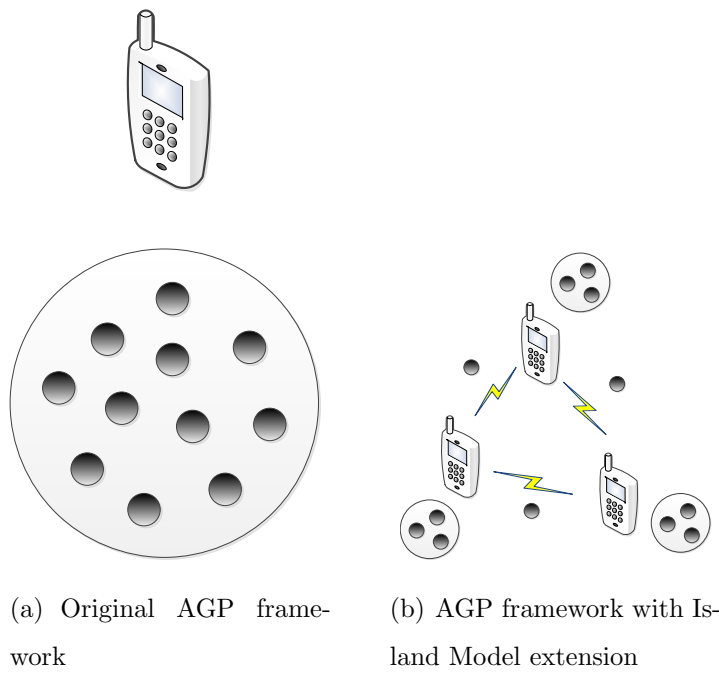 (a) Original AGP frame-
work
(b) AGP framework with Is-
land Model extension